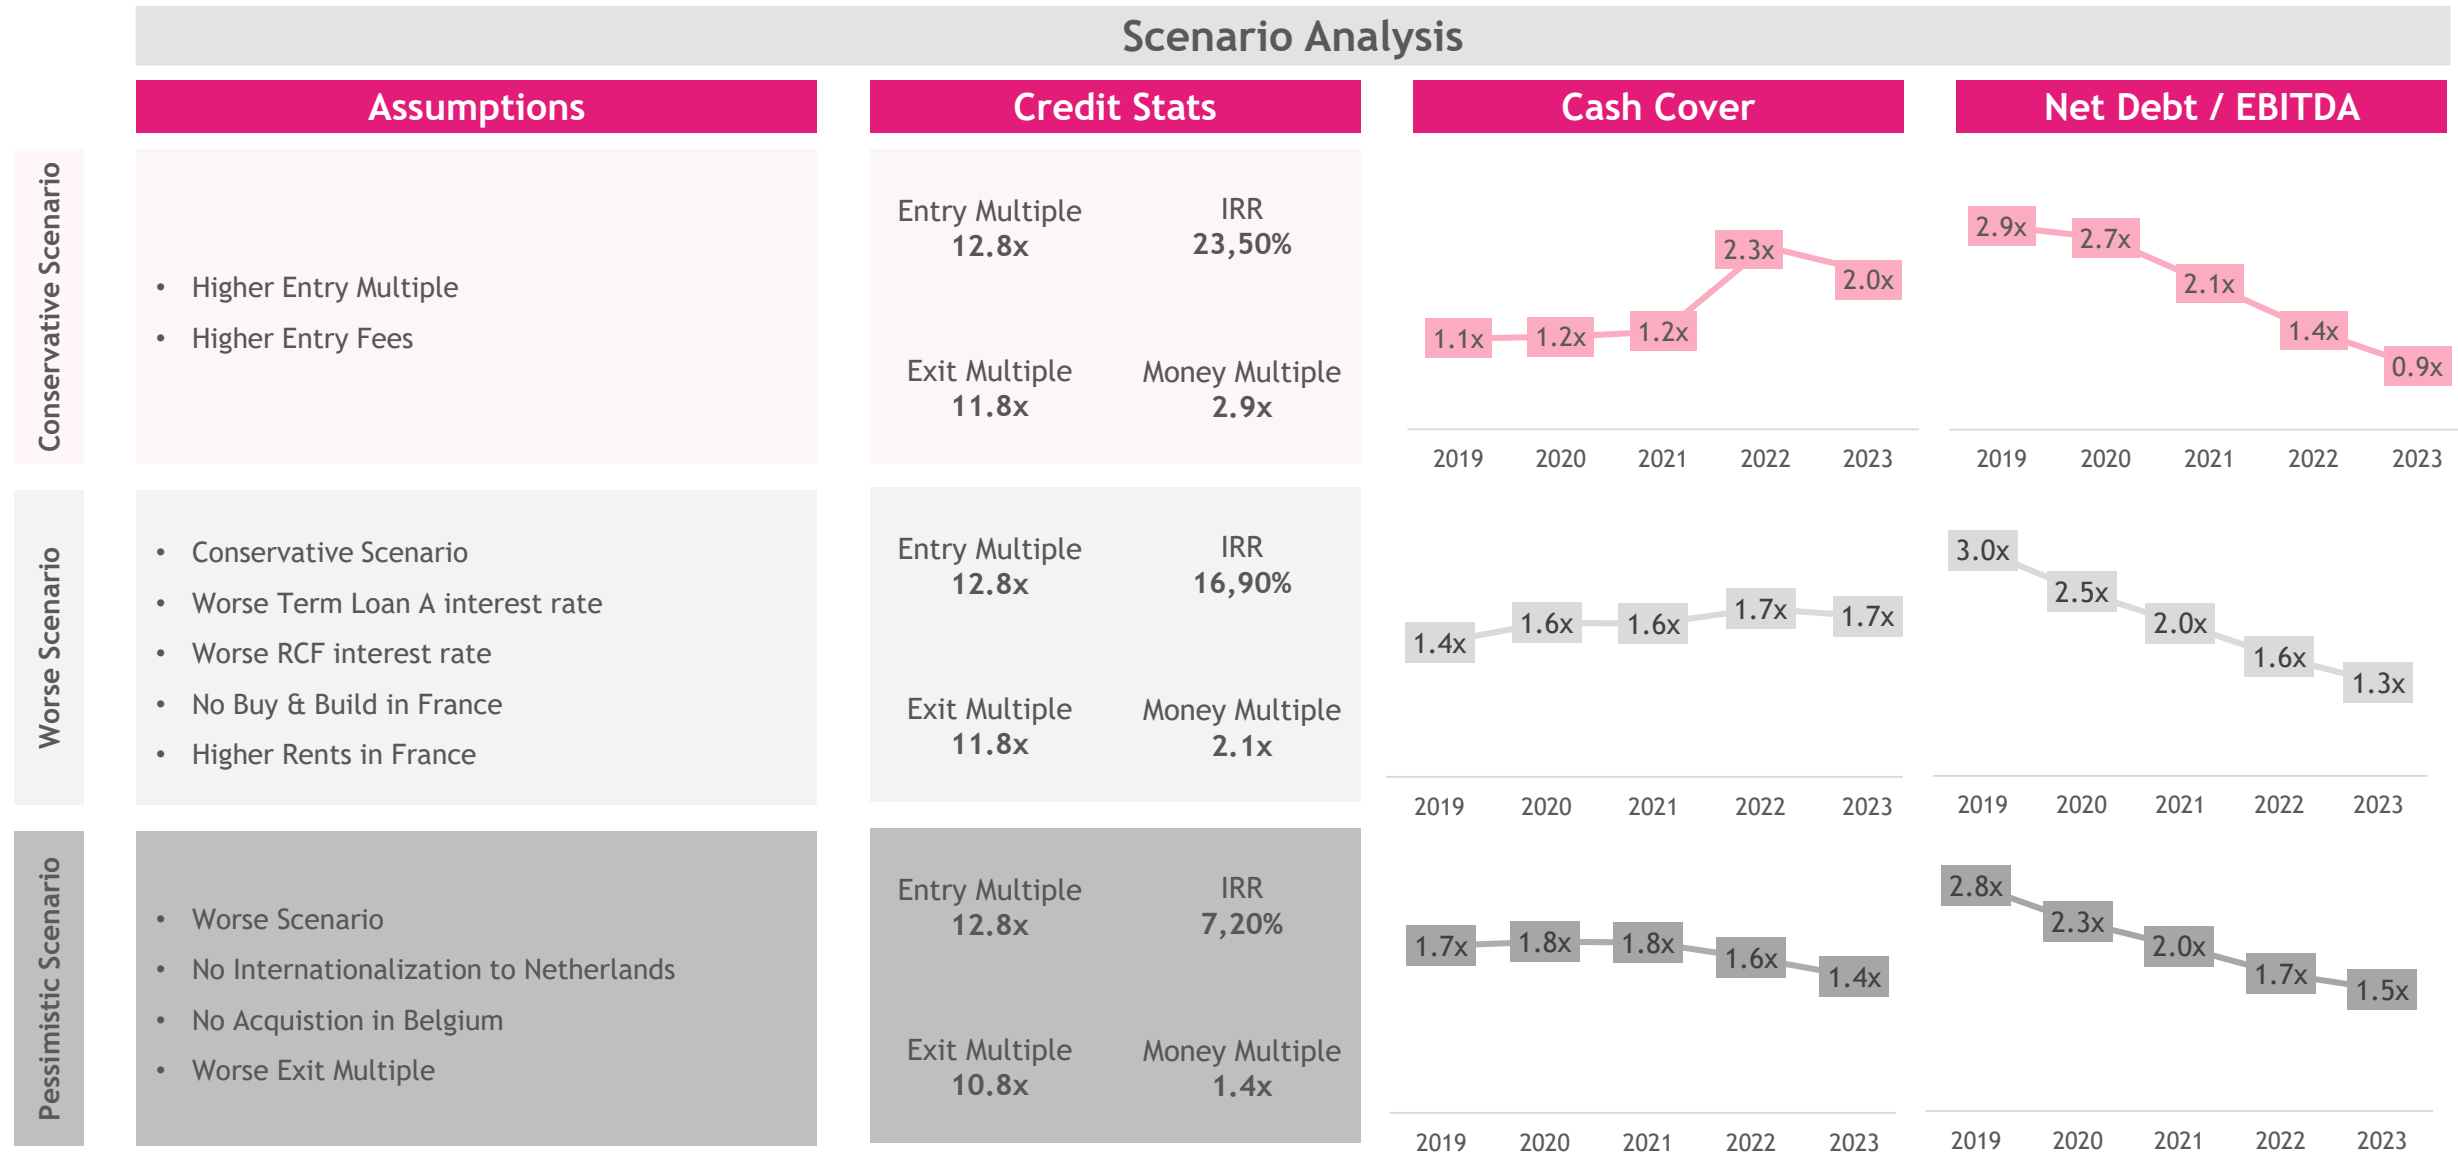 Scenario Analysis
Assumptions
Credit Stats
Cash Cover
Net Debt / EBITDA
Conservative Scenario
• Higher Entry Multiple
• Higher Entry Fees
Entry Multiple
12.8x
IRR
23,50%
Exit Multiple
11.8x
Money Multiple
2.9x
1.1x 1.2x 1.2x 2.3x 2.0x
2019 2020 2021 2022 2023
2.9x 2.7x 2.1x 1.4x 0.9x
2019 2020 2021 2022 2023
Worse Scenario
• Conservative Scenario
• Worse Term Loan A interest rate
• Worse RCF interest rate
• No Buy & Build in France
• Higher Rents in France
Entry Multiple
12.8x
IRR
16,90%
Exit Multiple
11.8x
Money Multiple
2.1x
1.4x 1.6x 1.6x 1.7x 1.7x
2019 2020 2021 2022 2023
3.0x 2.5x 2.0x 1.6x 1.3x
2019 2020 2021 2022 2023
Pessimistic Scenario
• Worse Scenario
• No Internationalization to Netherlands
• No Acquistion in Belgium
• Worse Exit Multiple
Entry Multiple
12.8x
IRR
7,20%
Exit Multiple
10.8x
Money Multiple
1.4x
1.7x 1.8x 1.8x 1.6x 1.4x
2019 2020 2021 2022 2023
2.8x 2.3x 2.0x 1.7x 1.5x
2019 2020 2021 2022 2023